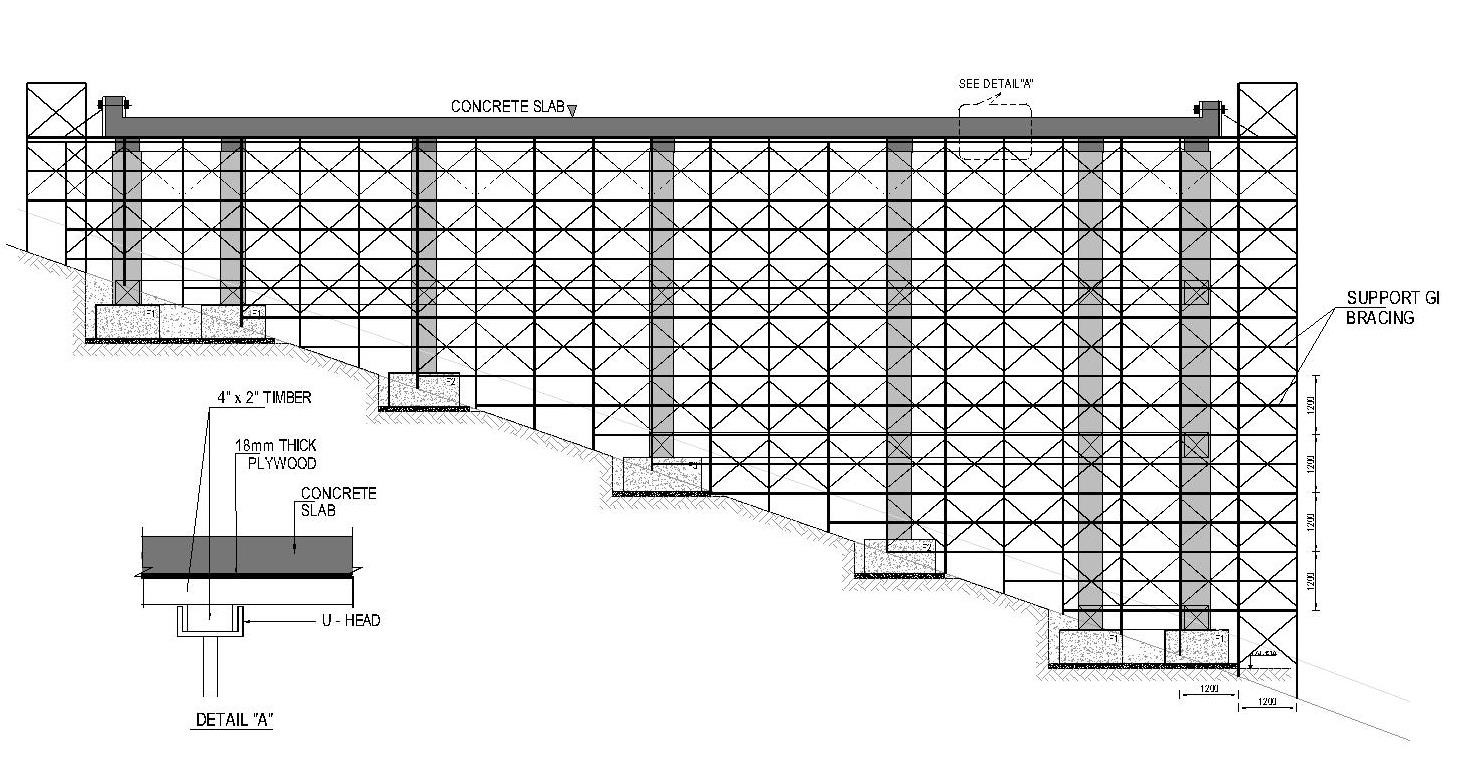 SEE DETAIL"A"
CONCRETE SLAB
F1
F1
F2
SUPPORT GI
BRACING
4" x 2" TIMBER
18mm THICK
PLYWOOD
CONCRETE
SLAB
1200
1200
1200
1200
F2
U - HEAD
F1
F1
1200
1200
DETAIL "A"